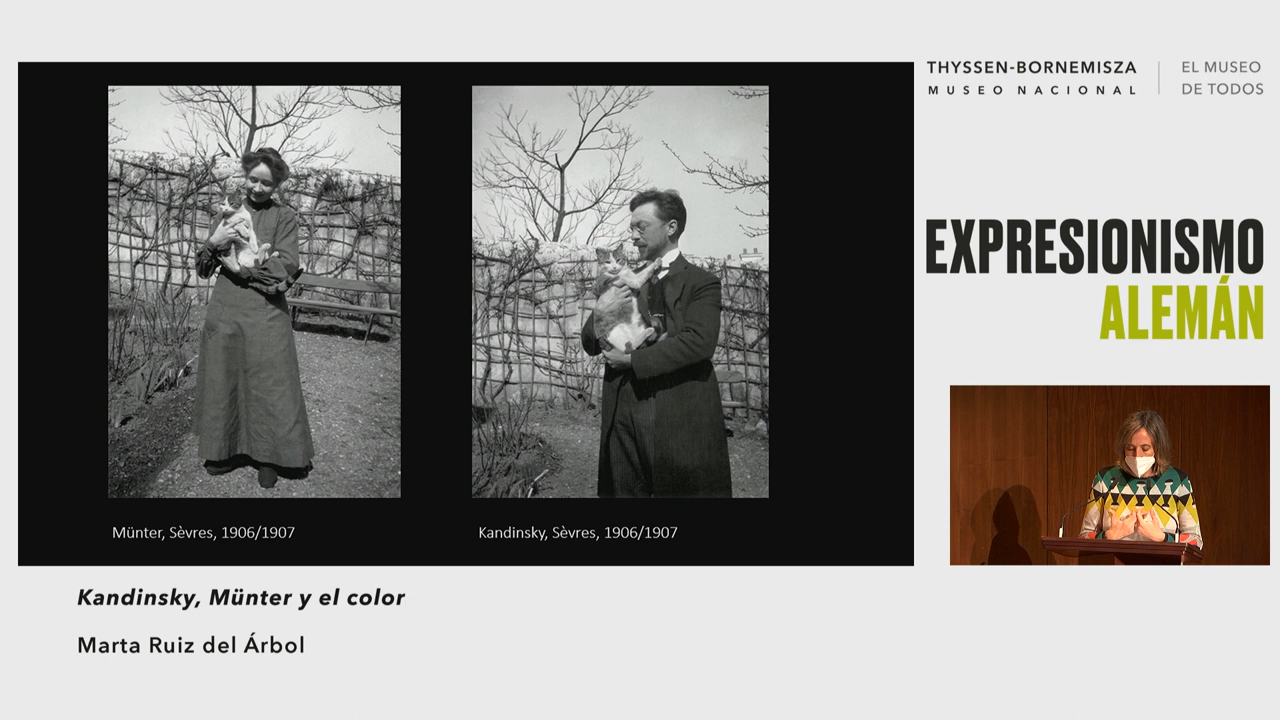 THYSSEN-BORNEMISZA
MUSEO NACIONAL
EL MUSEO
DE TODOS
EXPRESIONISMO
ALEMÁN
Münter, Sèvres, 1906/1907
Kandinsky, Sèvres, 1906/1907
Kandinsky, Münter y el color
Marta Ruiz del Árbol